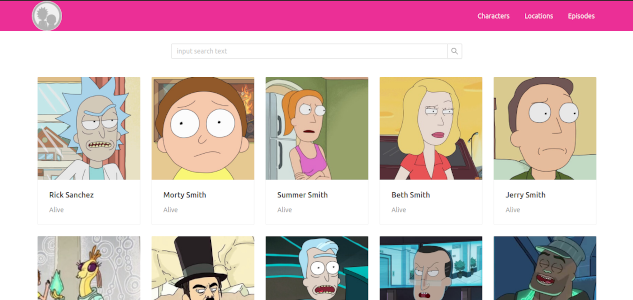 Characters Locations Episodes
input search text
Rick Sanchez Morty Smith Summer Smith Beth Smith Jerry Smith
Alive Alive Alive Alive Alive